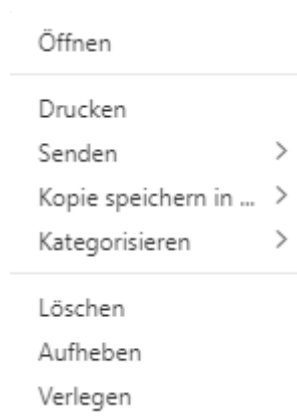 Öffnen
Drucken
Senden
Kopie speichern in ...
Kategorisieren
Löschen
Aufheben
Verlegen